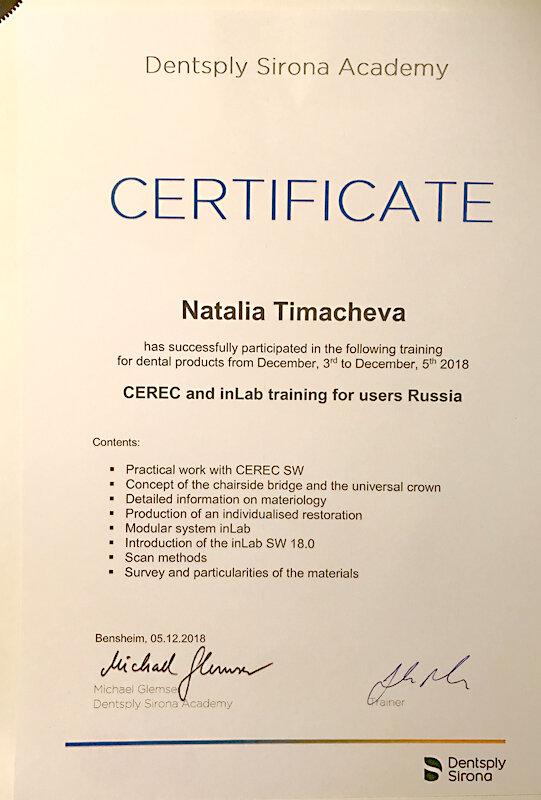 Dentsply Sirona Academy
CERTIFICATE
Natalia Timacheva
has successfully participated in the following training
for dental products from December, 3rd to December, 5th 2018
CEREC and inLab training for users Russia
Contents:
▪ Practical work with CEREC SW
▪ Concept of the chairside bridge and the universal crown
▪ Detailed information on materiology
▪ Production of an individualised restoration
▪ Modular system inLab
▪ Introduction of the inLab SW 18.0
▪ Scan methods
▪ Survey and particularities of the materials
Bensheim, 05.12.2018
Michael Glemser
Michael Glemser
Dentsply Sirona Academy
Trainer
Dentsply
Sirona